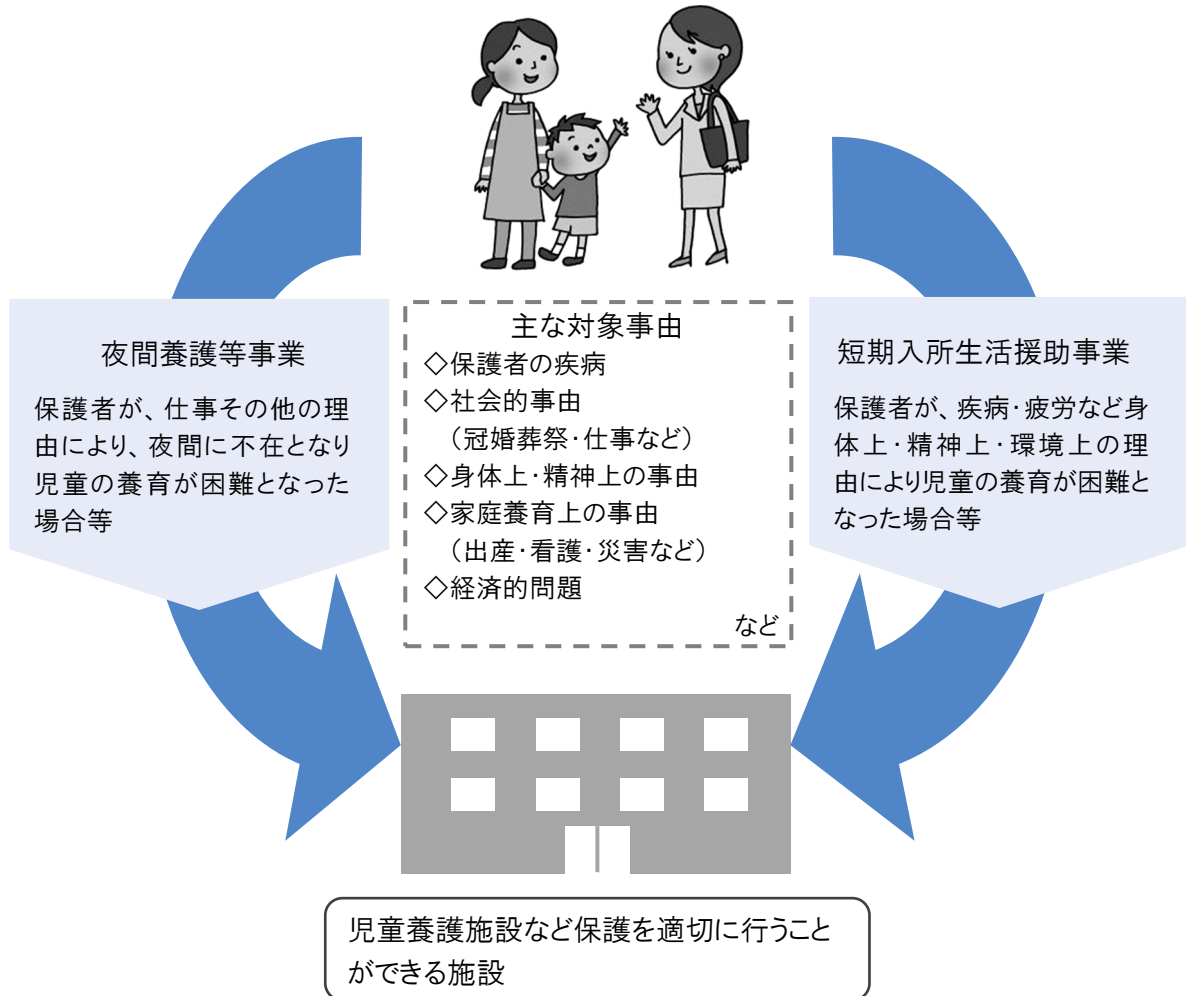 夜間養護等事業
保護者が、仕事その他の理
由により、夜間に不在となり
児童の養育が困難となった
場合等
主な対象事由
◇保護者の疾病
◇社会的事由
（冠婚葬祭・仕事など）
◇身体上・精神上の事由
◇家庭養育上の事由
（出産・看護・災害など）
◇経済的問題
など
短期入所生活援助事業
保護者が、疾病・疲労など身
体上・精神上・環境上の理
由により児童の養育が困難と
なった場合等
児童養護施設など保護を適切に行うこと
ができる施設